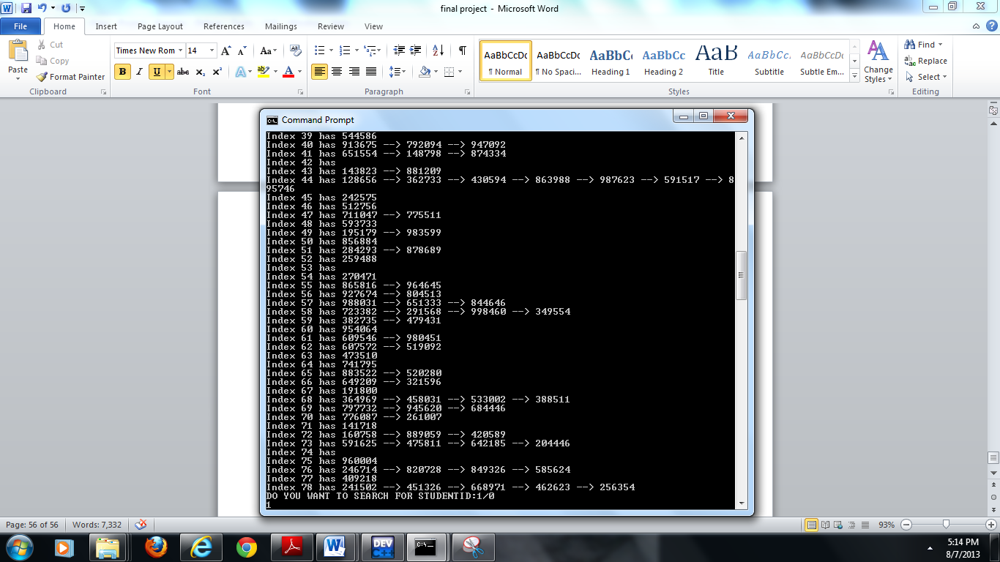 final project - Microsoft Word
File Home Insert Page Layout References Mailings Review View
Paste
Cut
Copy
Format Painter
Clipboard
Times New Rom 14
B I U abc x₂ x² A ab A
Font
Paragraph
AaBbCcDc AaBbCcDc AaBbCc AaBbCc AaB AaBbCc. AaBbCcDc
¶ Normal ¶ No Spaci... Heading 1 Heading 2 Title Subtitle Subtle Em...
Change
Styles
Styles
Find
Replace
Select
Editing
Command Prompt
Index 39 has 544586
Index 40 has 913675 --> 792094 --> 947092
Index 41 has 651554 --> 148798 --> 874334
Index 42 has
Index 43 has 143823 --> 881209
Index 44 has 128656 --> 362733 --> 430594 --> 863988 --> 987623 --> 591517 --> 8
95746
Index 45 has 242575
Index 46 has 512756
Index 47 has 711047 --> 775511
Index 48 has 593733
Index 49 has 195179 --> 983599
Index 50 has 856884
Index 51 has 284293 --> 878689
Index 52 has 259488
Index 53 has
Index 54 has 270471
Index 55 has 865816 --> 964645
Index 56 has 927674 --> 804513
Index 57 has 988031 --> 651333 --> 844646
Index 58 has 723382 --> 291568 --> 998460 --> 349554
Index 59 has 382735 --> 479431
Index 60 has 954064
Index 61 has 609546 --> 980451
Index 62 has 607572 --> 519092
Index 63 has 473510
Index 64 has 741795
Index 65 has 883522 --> 520280
Index 66 has 649209 --> 321596
Index 67 has 191800
Index 68 has 364969 --> 458031 --> 533002 --> 388511
Index 69 has 797732 --> 945620 --> 684446
Index 70 has 776087 --> 261007
Index 71 has 141718
Index 72 has 160758 --> 889059 --> 420589
Index 73 has 591625 --> 475811 --> 642185 --> 204446
Index 74 has
Index 75 has 960004
Index 76 has 246714 --> 820728 --> 849326 --> 585624
Index 77 has 409218
Index 78 has 241502 --> 451326 --> 668971 --> 462623 --> 256354
DO YOU WANT TO SEARCH FOR STUDENTID:1/0
1
Page: 56 of 56 Words: 7,332 93%
DEV
C++
C:\.
5:14 PM
8/7/2013